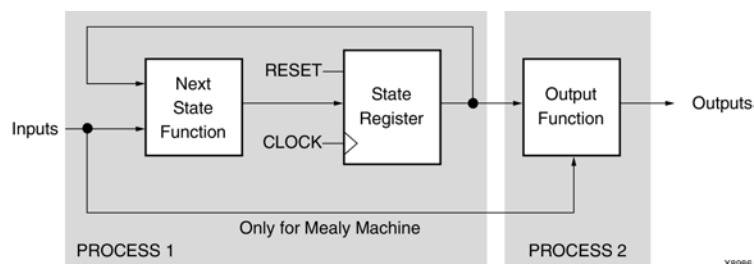 RESET
Next
State
Function
State
Register
Output
Function
Inputs
Outputs
CLOCK
Only for Mealy Machine
PROCESS 1
PROCESS 2